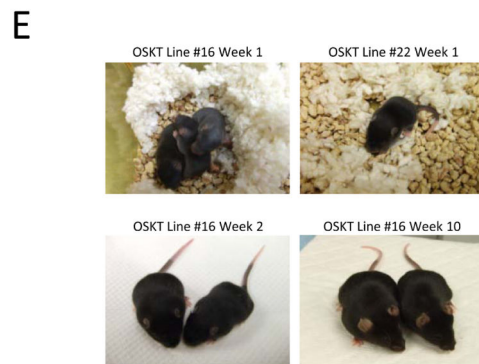 E
OSKT Line #16 Week 1
OSKT Line #22 Week 1
OSKT Line #16 Week 2
OSKT Line #16 Week 10